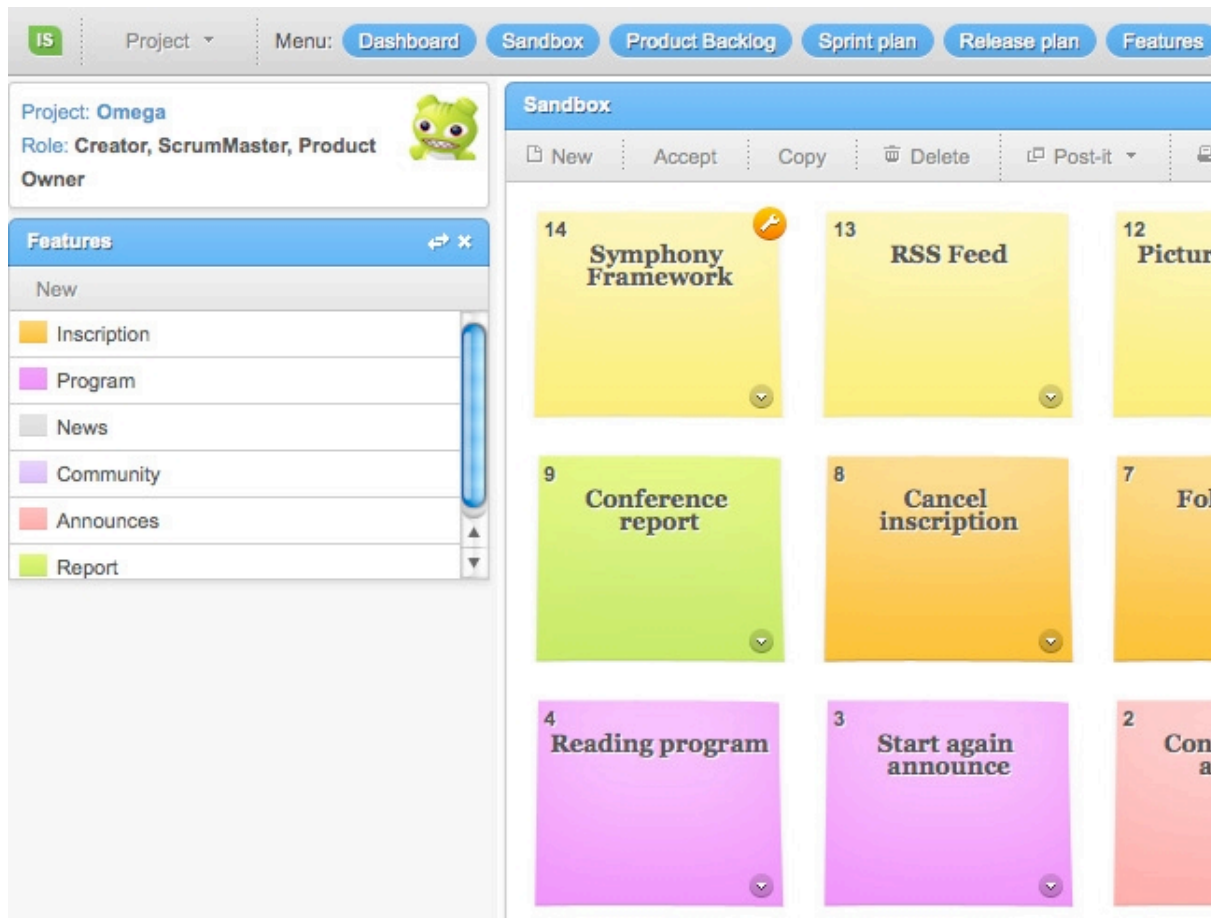 IS Project Menu: Dashboard Sandbox Product Backlog Sprint plan Release plan Features
Project: Omega
Role: Creator, ScrumMaster, Product
Owner
Features
New
Inscription
Program
News
Community
Announces
Report
Sandbox
New Accept Copy Delete Post-it
14
Symphony
Framework
13
RSS Feed
12
9
Conference
report
8
Cancel
inscription
7
4
Reading program
3
Start again
announce
2